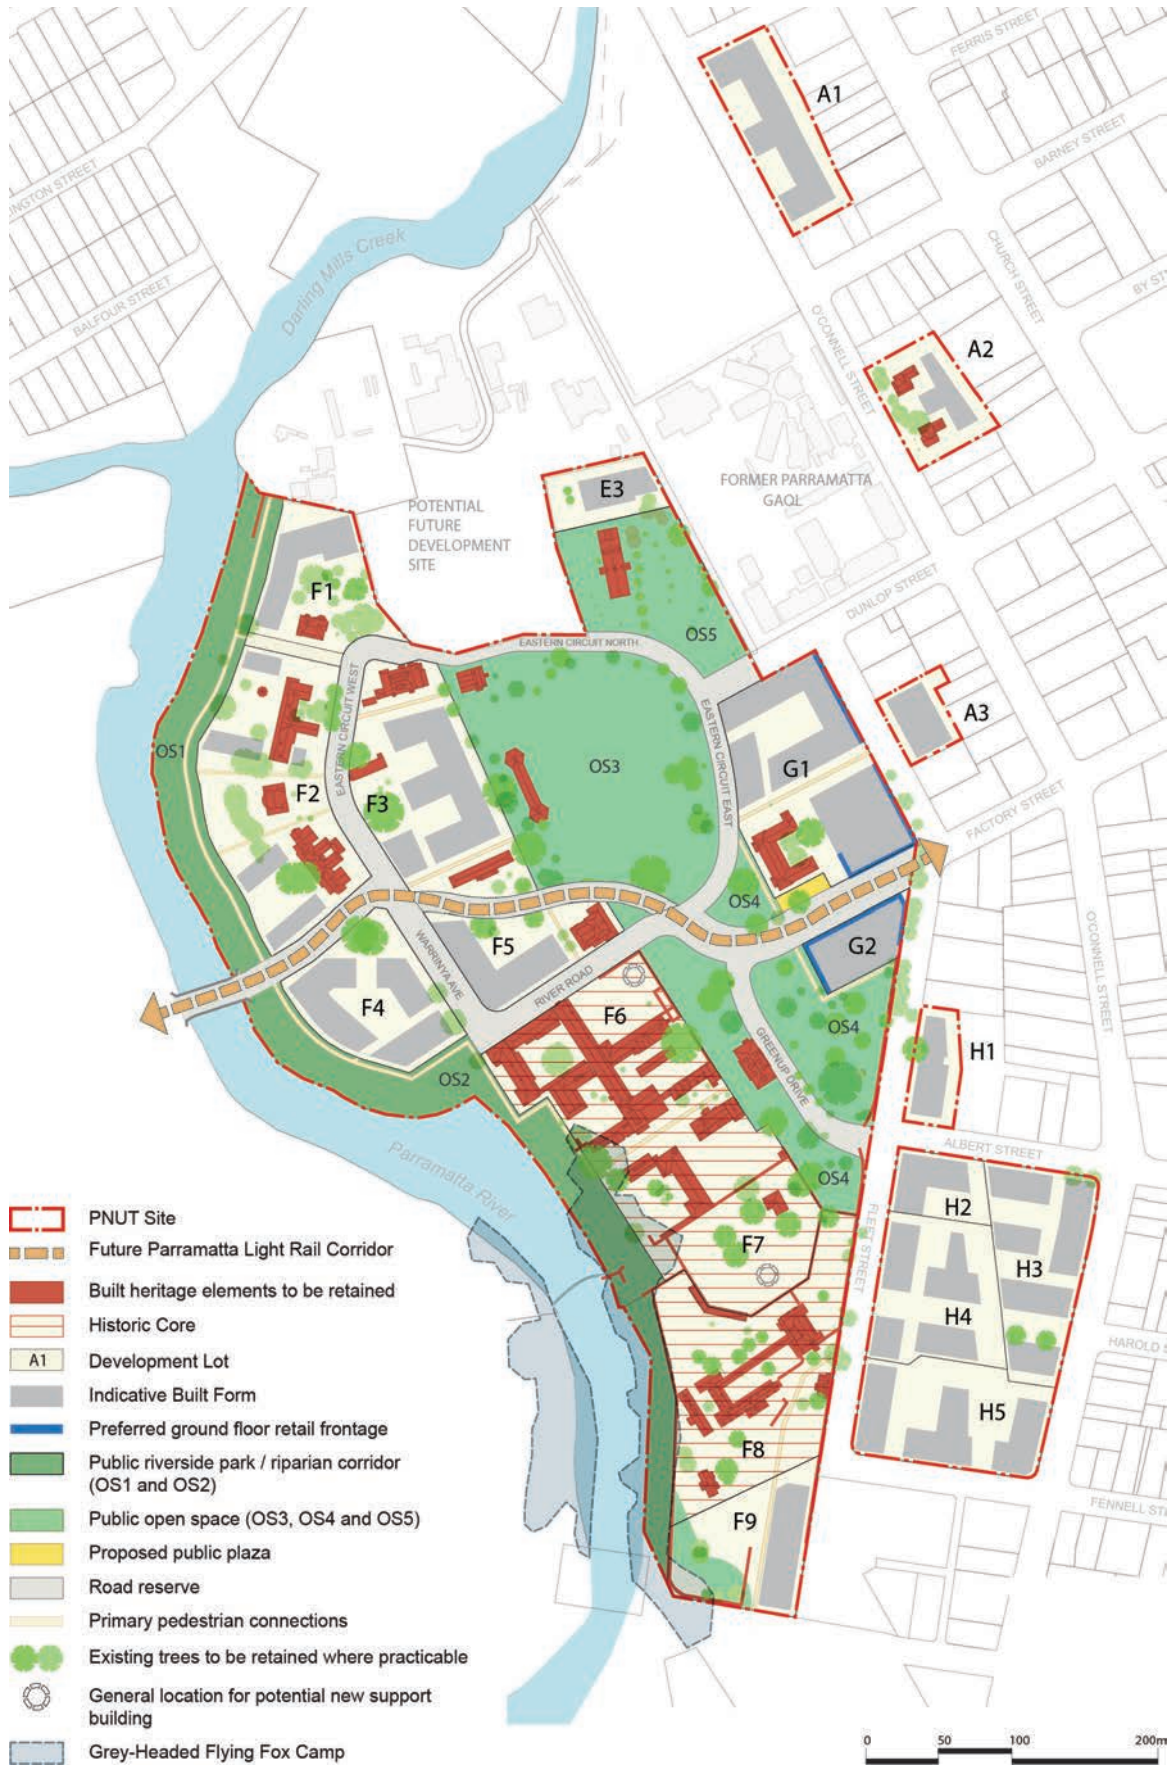 FERRIS STREET
A1
BARNEY STREET
NGTON STREET
Darling Mills Creek
CHURCH STREET
BALFOUR STREET
BY ST
O'CONNELL STREET
A2
E3
FORMER PARRAMATTA
GAOL
POTENTIAL
FUTURE
DEVELOPMENT
SITE
F1
DUNLOP STREET
EASTERN CIRCUIT NORTH
OS5
EASTERN CIRCUIT WEST
EASTERN CIRCUIT EAST
A3
OS1
OS3
G1
F2
F3
FACTORY STREET
OS4
WARRINYA AVE
F5
G2
O'CONNELL STREET
RIVER ROAD
F4
F6
OS4
GREENUP DRIVE
H1
OS2
ALBERT STREET
Parramatta River
OS4
FLEET STREET
H2
F7
H3
H4
HAROLD S
H5
F8
FENNELL ST
F9
PNUT Site
Future Parramatta Light Rail Corridor
Built heritage elements to be retained
Historic Core
A1 Development Lot
Indicative Built Form
Preferred ground floor retail frontage
Public riverside park / riparian corridor
(OS1 and OS2)
Public open space (OS3, OS4 and OS5)
Proposed public plaza
Road reserve
Primary pedestrian connections
Existing trees to be retained where practicable
General location for potential new support
building
Grey-Headed Flying Fox Camp
0 50 100 200m